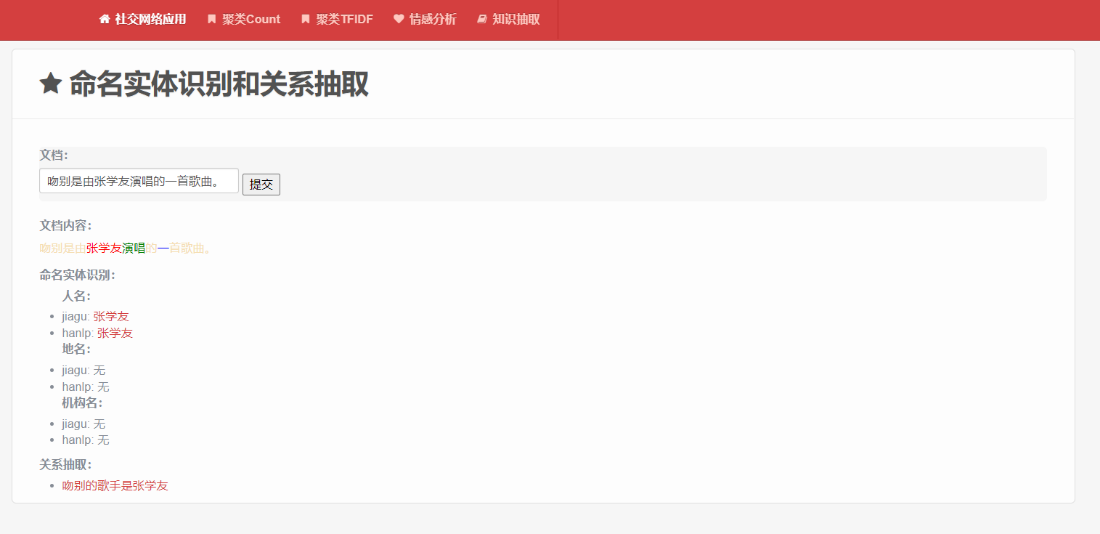 社交网络应用 聚类Count 聚类TFIDF 情感分析 知识抽取
命名实体识别和关系抽取
文档：
吻别是由张学友演唱的一首歌曲。 提交
文档内容：
吻别是由张学友演唱的一首歌曲。
命名实体识别：
人名：
jiagu: 张学友
hanlp: 张学友
地名：
jiagu: 无
hanlp: 无
机构名：
jiagu: 无
hanlp: 无
关系抽取：
吻别的歌手是张学友